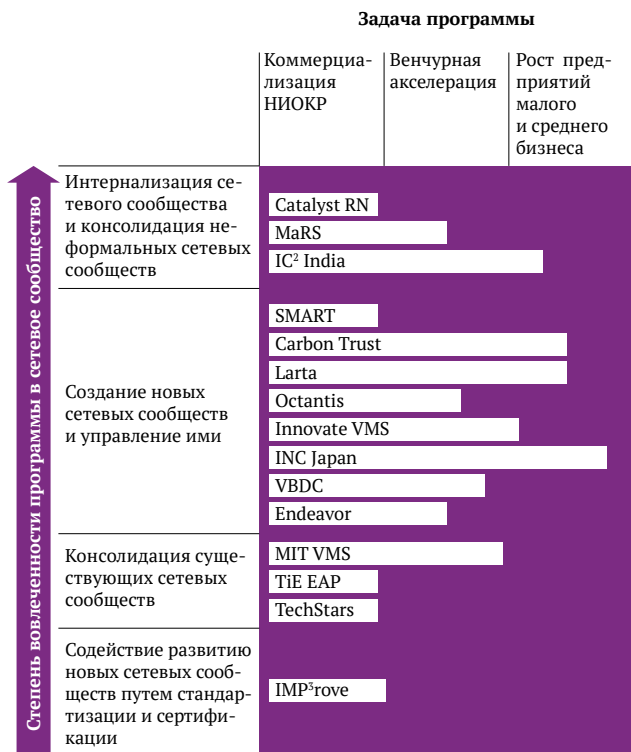 Задача программы
Коммерциа-
лизация
НИОКР
Венчурная
акселерация
Рост пред-
приятий
малого
и среднего
бизнеса
Степень вовлеченности программы в сетевое сообщество
Интернализация се-
тевого сообщества
и консолидация не-
формальных сетевых
сообществ
Catalyst RN
MaRS
IC² India
Создание новых
сетевых сообществ
и управление ими
SMART
Carbon Trust
Larta
Octantis
Innovate VMS
INC Japan
VBDC
Endeavor
Консолидация суще-
ствующих сетевых
сообществ
MIT VMS
TiE EAP
TechStars
Содействие развитию
новых сетевых сооб-
ществ путем стандар-
тизации и сертифи-
кации
IMP³rove